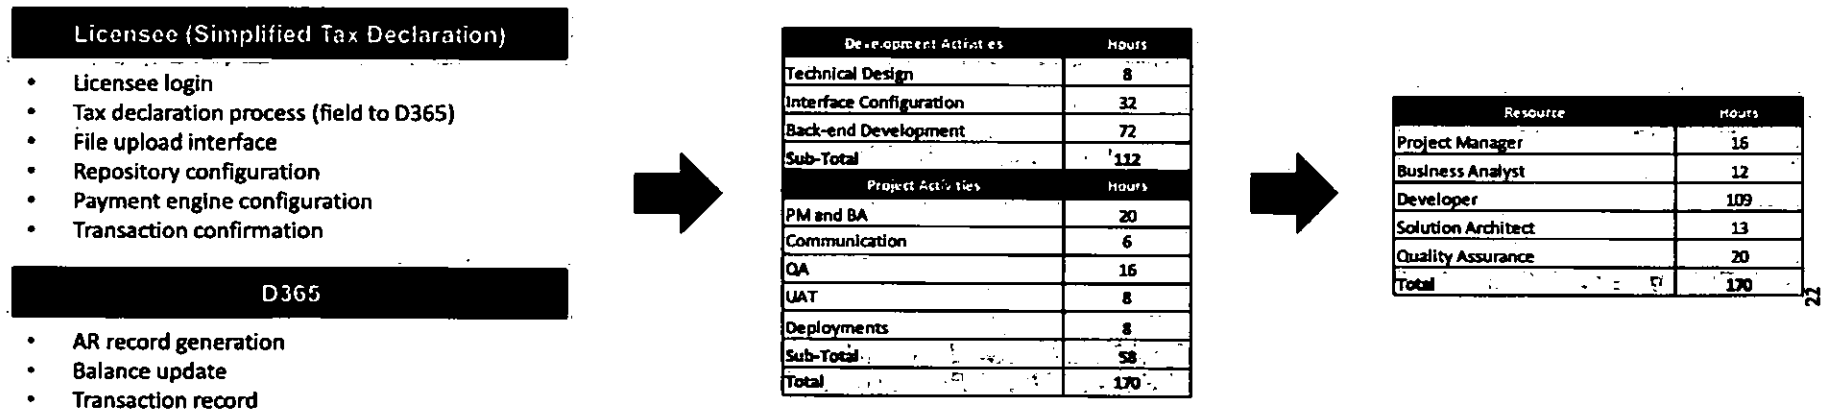 Licensee (Simplified Tax Declaration)
• Licensee login
• Tax declaration process (field to D365)
• File upload interface
• Repository configuration
• Payment engine configuration
• Transaction confirmation
D365
• AR record generation
• Balance update
• Transaction record
Development Activities Hours
Technical Design 8
Interface Configuration 32
Back-end Development 72
Sub-Total 112
Project Activities Hours
PM and BA 20
Communication 6
QA 16
UAT 8
Deployments 8
Sub-Total 58
Total 170
Resource Hours
Project Manager 16
Business Analyst 12
Developer 109
Solution Architect 13
Quality Assurance 20
Total 170
22